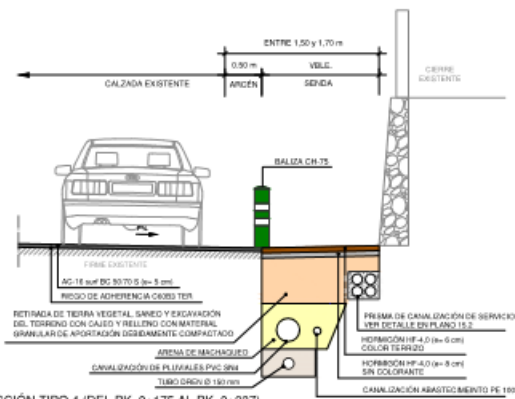 ENTRE 1,50 y 1,70 m
0.50 m
VBLE.
CIERRE
EXISTENTE
CALZADA EXISTENTE
ARCÉN
SENDA
BALIZA CH-75
FIRME EXISTENTE
AC-16 surf BC 50/70 S (e= 5 cm)
RIEGO DE ADHERENCIA C60B3 TER
RETIRADA DE TIERRA VEGETAL, SANEO Y EXCAVACIÓN
DEL TERRENO CON CAJEO Y RELLENO CON MATERIAL
GRANULAR DE APORTACIÓN DEBIDAMENTE COMPACTADO
PRISMA DE CANALIZACIÓN DE SERVICIO
VER DETALLE EN PLANO 15.2
HORMIGÓN HF-4,0 (e= 6 cm)
COLOR TERRIZO
ARENA DE MACHAQUEO
HORMIGÓN HF-4,0 (e= 8 cm)
SIN COLORANTE
CANALIZACIÓN DE PLUVIALES PVC SN4
TUBO DREN Ø 150 mm
CANALIZACIÓN ABASTECIMIENTO PE 100